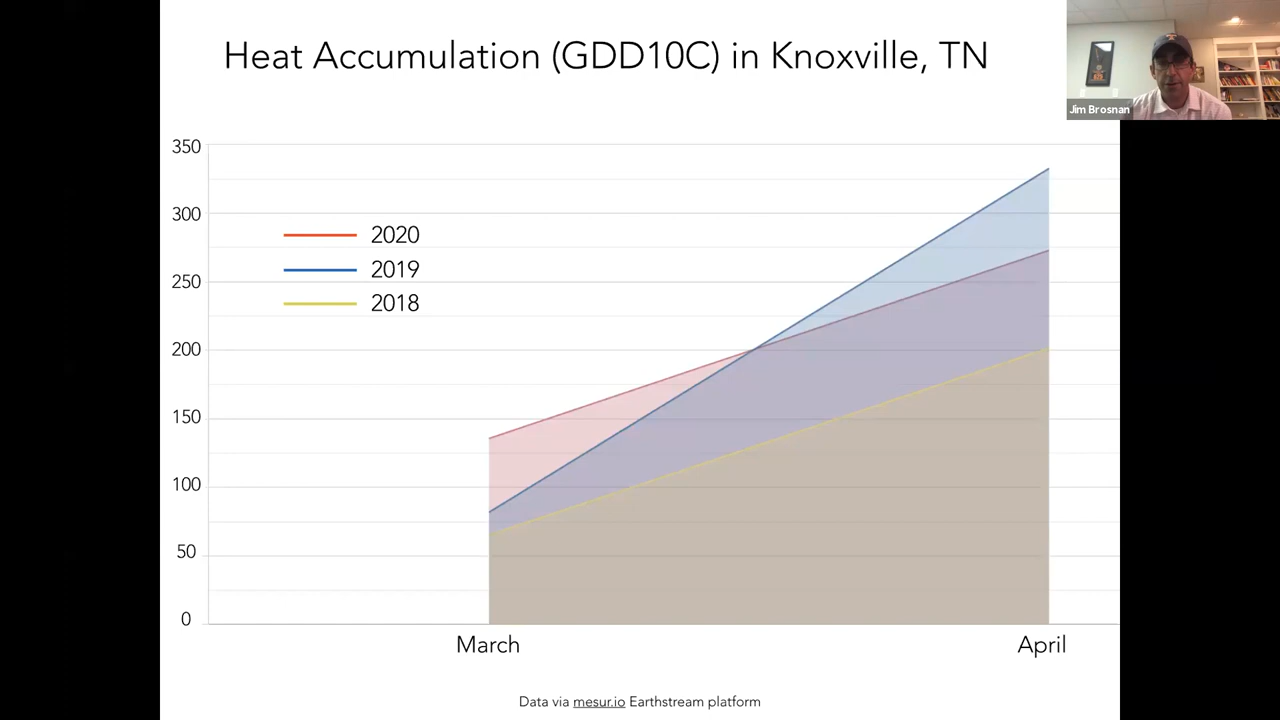 Heat Accumulation (GDD10C) in Knoxville, TN
Jim Brosnan
350
300
250
200
150
100
50
0
2020
2019
2018
March
April
Data via mesur.io Earthstream platform